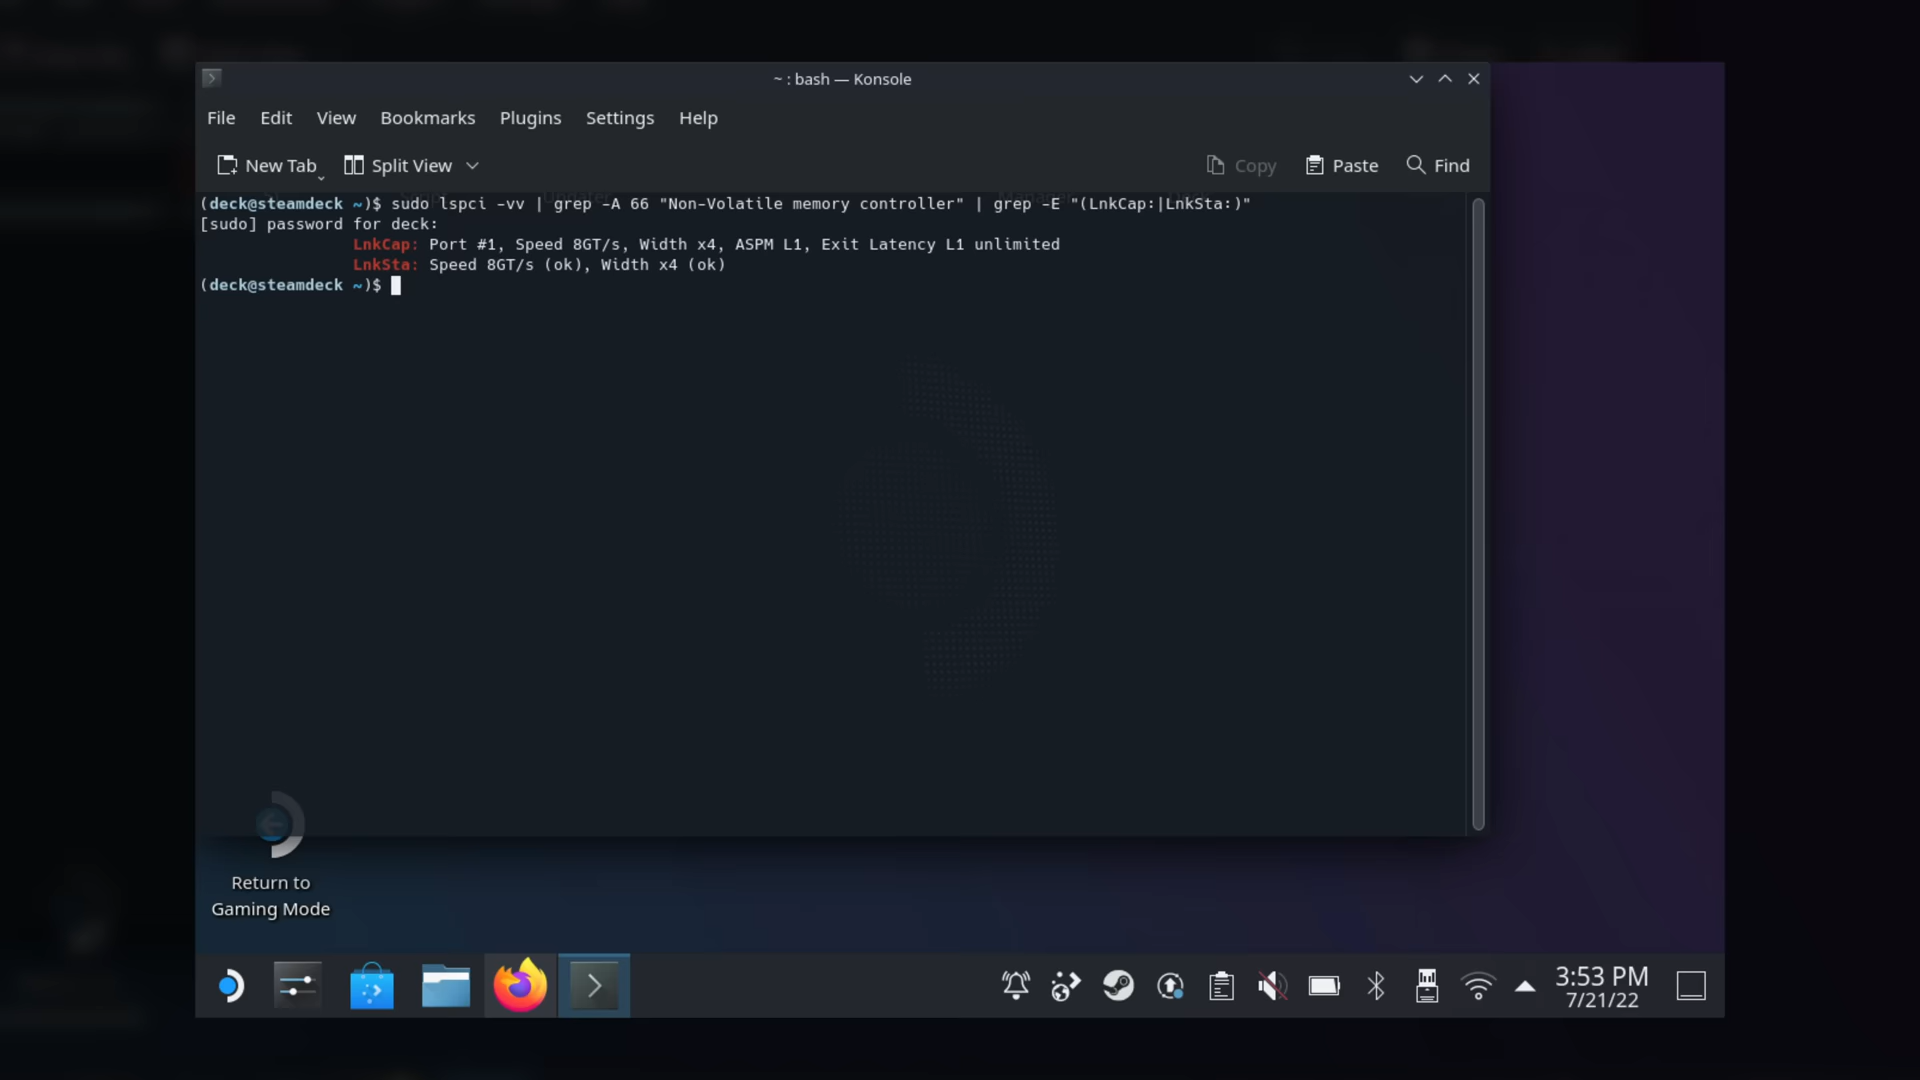 ~ : bash — Konsole
File Edit View Bookmarks Plugins Settings Help
New Tab Split View Copy Paste Find
(deck@steamdeck ~)$ sudo lspci -vv | grep -A 66 "Non-Volatile memory controller" | grep -E "(LnkCap:|LnkSta:)"
[sudo] password for deck:
LnkCap: Port #1, Speed 8GT/s, Width x4, ASPM L1, Exit Latency L1 unlimited
LnkSta: Speed 8GT/s (ok), Width x4 (ok)
(deck@steamdeck ~)$
Return to
Gaming Mode
3:53 PM
7/21/22